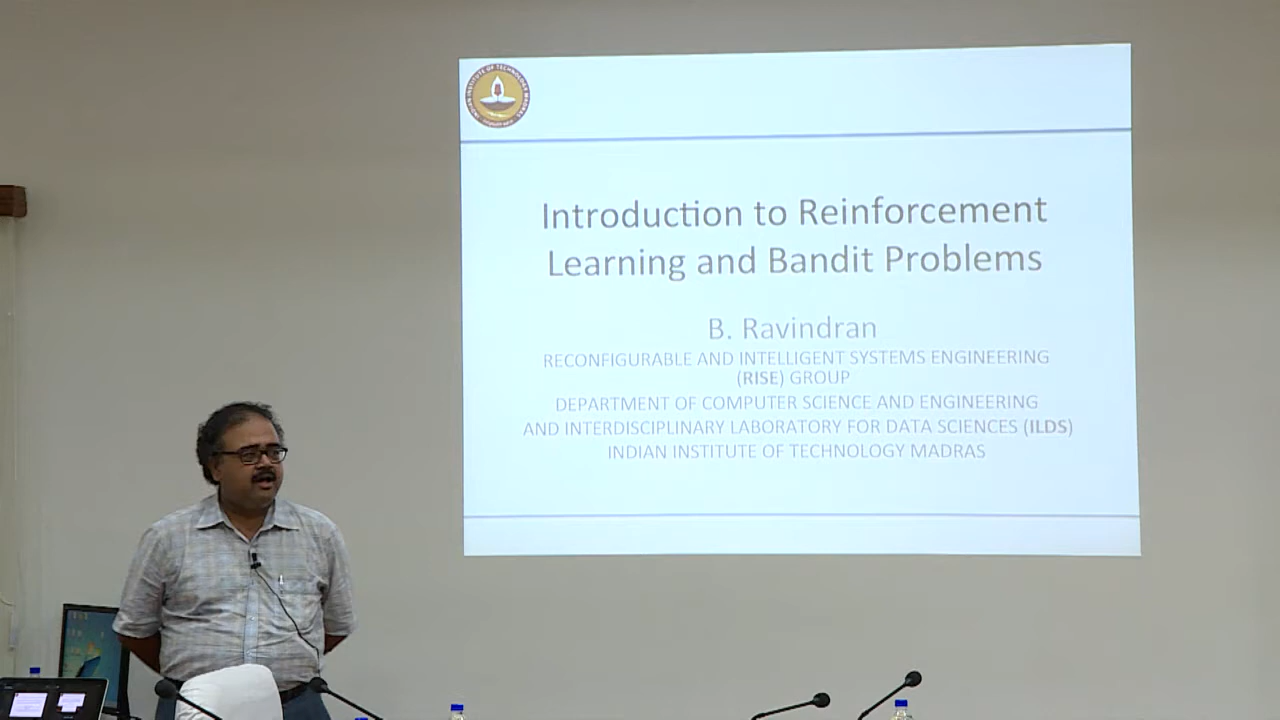 Introduction to Reinforcement
Learning and Bandit Problems
B. Ravindran
RECONFIGURABLE AND INTELLIGENT SYSTEMS ENGINEERING
(RISE) GROUP
DEPARTMENT OF COMPUTER SCIENCE AND ENGINEERING
AND INTERDISCIPLINARY LABORATORY FOR DATA SCIENCES (ILDS)
INDIAN INSTITUTE OF TECHNOLOGY MADRAS